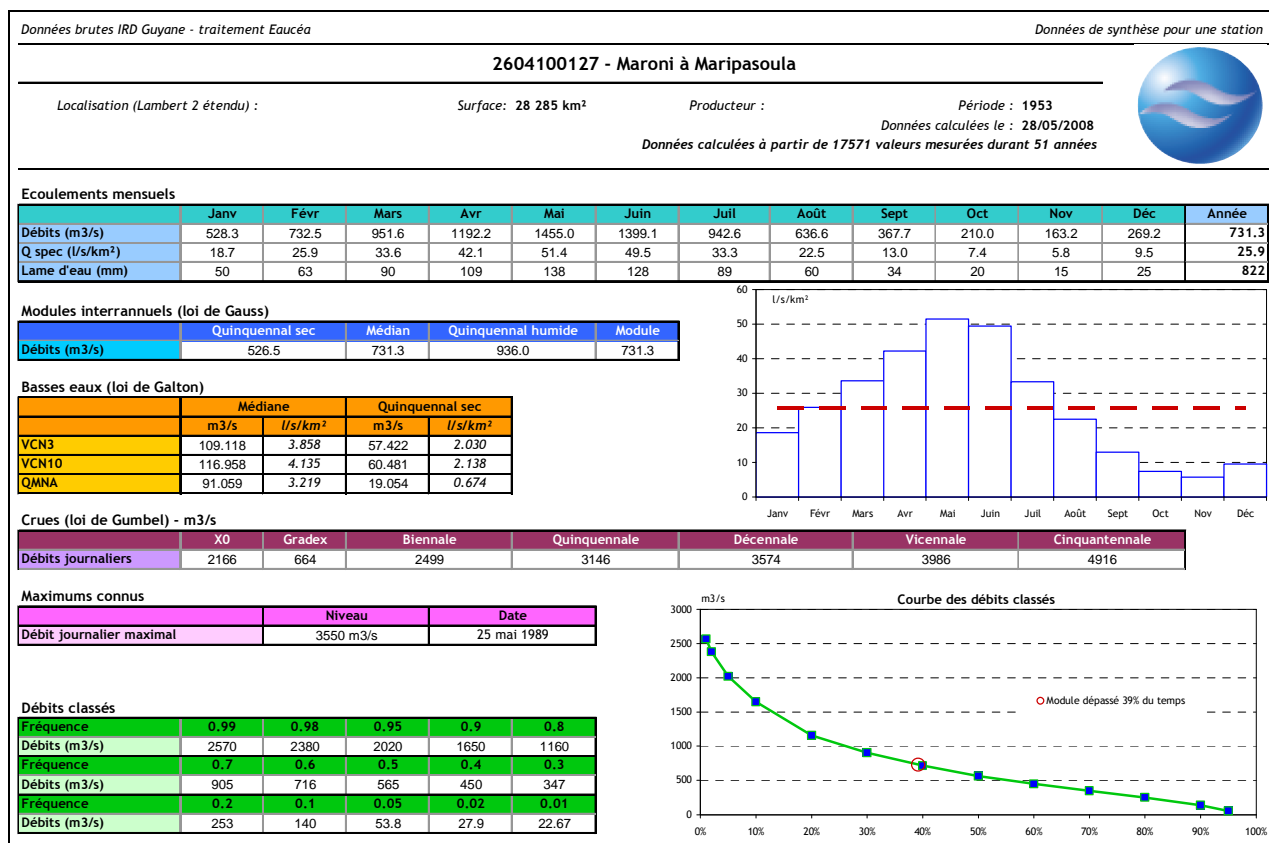 Données brutes IRD Guyane - traitement Eaucéa Données de synthèse pour une station
2604100127 - Maroni à Maripasoula
Localisation (Lambert 2 étendu) : Surface: 28 285 km² Producteur : Période : 1953
Données calculées le : 28/05/2008
Données calculées à partir de 17571 valeurs mesurées durant 51 années
Ecoulements mensuels
Janv Févr Mars Avr Mai Juin Juil Août Sept Oct Nov Déc Année
Débits (m3/s) 528.3 732.5 951.6 1192.2 1455.0 1399.1 942.6 636.6 367.7 210.0 163.2 269.2 731.3
Q spec (l/s/km²) 18.7 25.9 33.6 42.1 51.4 49.5 33.3 22.5 13.0 7.4 5.8 9.5 25.9
Lame d'eau (mm) 50 63 90 109 138 128 89 60 34 20 15 25 822
Modules interrannuels (loi de Gauss)
Quinquennal sec Médian Quinquennal humide Module
Débits (m3/s) 526.5 731.3 936.0 731.3
Basses eaux (loi de Galton)
Médiane Quinquennal sec
m3/s l/s/km² m3/s l/s/km²
VCN3 109.118 3.858 57.422 2.030
VCN10 116.958 4.135 60.481 2.138
QMNA 91.059 3.219 19.054 0.674
l/s/km²
60
50
40
30
20
10
0
Janv Févr Mars Avr Mai Juin Juil Août Sept Oct Nov Déc
Crues (loi de Gumbel) - m3/s
X0 Gradex Biennale Quinquennale Décennale Vicennale Cinquantennale
Débits journaliers 2166 664 2499 3146 3574 3986 4916
Maximums connus
Niveau Date
Débit journalier maximal 3550 m3/s 25 mai 1989
Débits classés
Fréquence 0.99 0.98 0.95 0.9 0.8
Débits (m3/s) 2570 2380 2020 1650 1160
Fréquence 0.7 0.6 0.5 0.4 0.3
Débits (m3/s) 905 716 565 450 347
Fréquence 0.2 0.1 0.05 0.02 0.01
Débits (m3/s) 253 140 53.8 27.9 22.67
m3/s Courbe des débits classés
3000
2500
2000
1500
1000
500
0
Module dépassé 39% du temps
0% 10% 20% 30% 40% 50% 60% 70% 80% 90% 100%